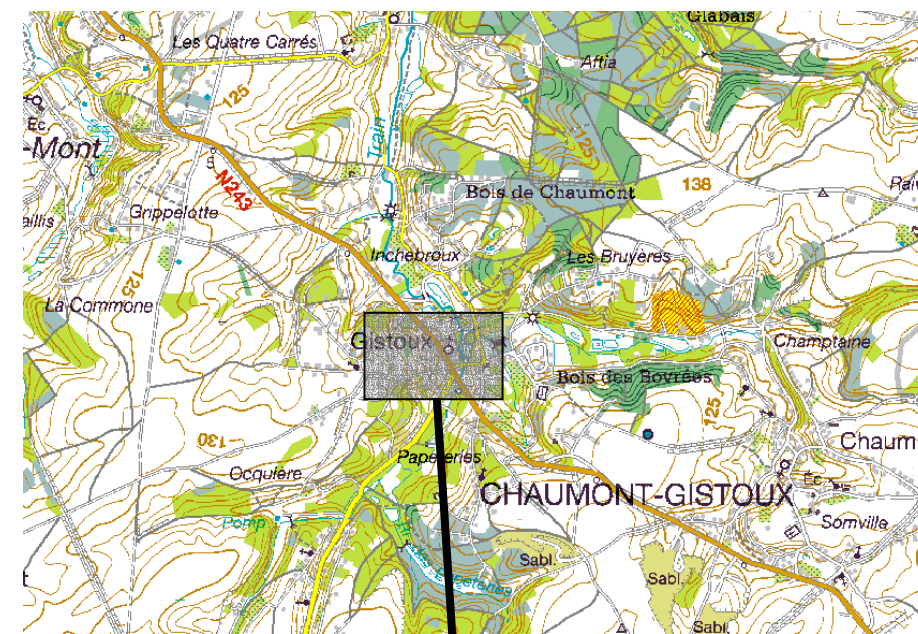 Glabais
Les Quatre Carrés
Aftia
125
Ec.
-Mont
Train
125
N243
Bois de Chaumont
138
Grippelotte
Inchebroux
Les Bruyères
123
La Commone
Gistoux
Champtaine
Bois des Bovrées
125
130
Chaum
Papeteries
Ocquière
Ec.
CHAUMONT-GISTOUX
Pomp.
Somville
Sabl.
Sabl.
Sabl.